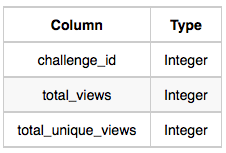 Column Type
challenge_id Integer
total_views Integer
total_unique_views Integer